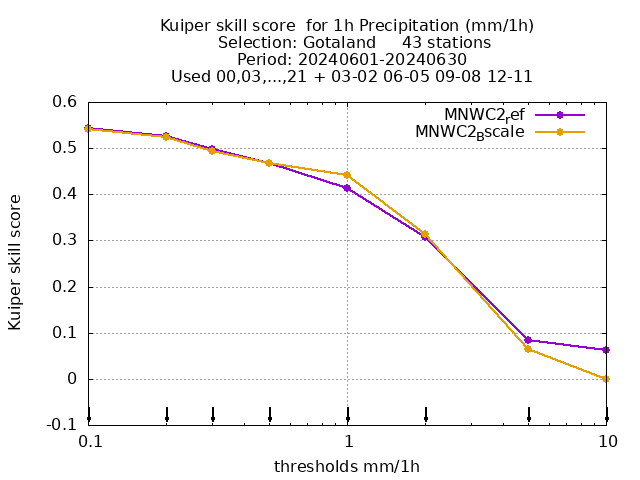 Kuiper skill score  for 1h Precipitation (mm/1h)
Selection: Gotaland     43 stations
Period: 20240601-20240630
Used 00,03,...,21 + 03-02 06-05 09-08 12-11
MNWC2ref
MNWC2Bscale
0.6
0.5
0.4
0.3
0.2
0.1
0
-0.1
Kuiper skill score
0.1
1
10
thresholds mm/1h